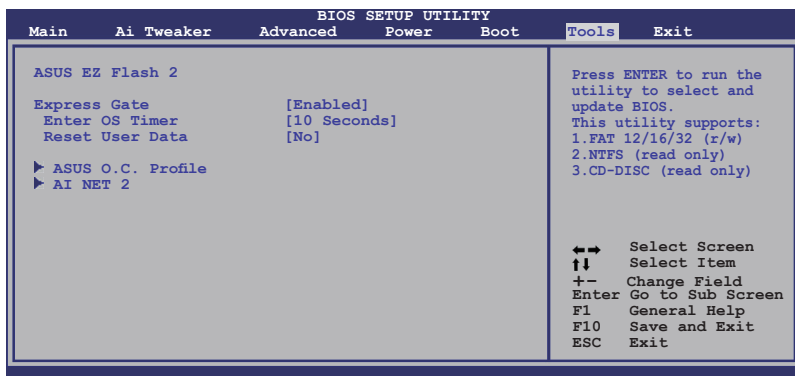 BIOS SETUP UTILITY
Main Ai Tweaker Advanced Power Boot Tools Exit
ASUS EZ Flash 2
Express Gate [Enabled]
Enter OS Timer [10 Seconds]
Reset User Data [No]
ASUS O.C. Profile
AI NET 2
Press ENTER to run the
utility to select and
update BIOS.
This utility supports:
1.FAT 12/16/32 (r/w)
2.NTFS (read only)
3.CD-DISC (read only)
←→ Select Screen
↑↓ Select Item
+- Change Field
Enter Go to Sub Screen
F1 General Help
F10 Save and Exit
ESC Exit